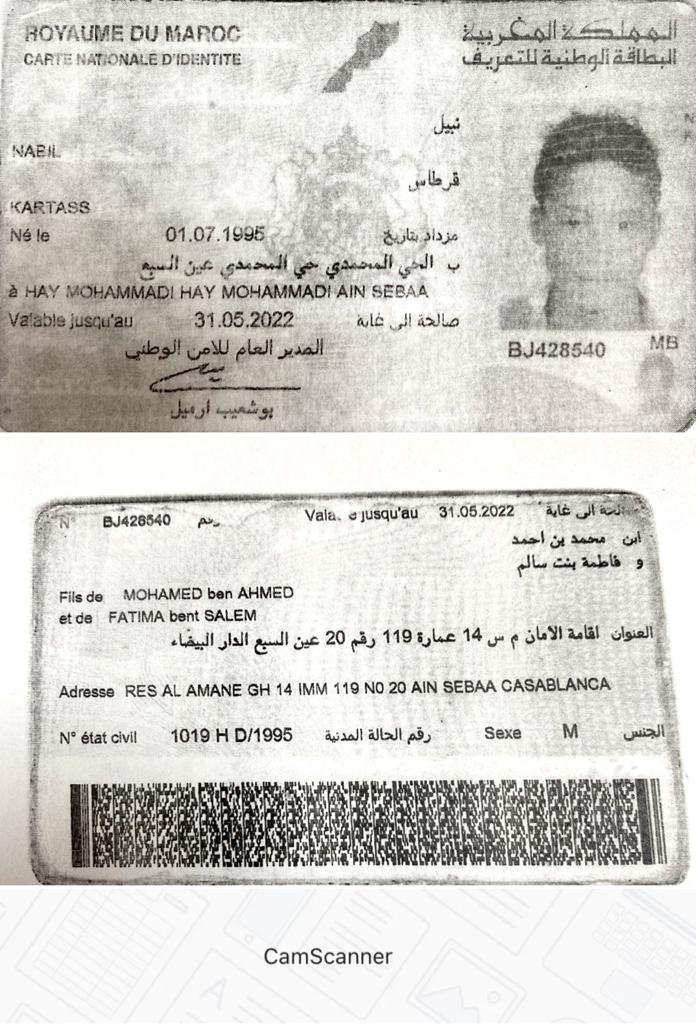 ROYAUME DU MAROC
المملكة المغربية
CARTE NATIONALE D'IDENTITE
البطاقة الوطنية للتعريف
نبيل
NABIL
قرطاس
KARTASS
Né le 01.07.1995 مزداد بتاريخ
ب الحي المحمدي حي المحمدي عين السبع
à HAY MOHAMMADI HAY MOHAMMADI AIN SEBAA
Valable jusqu'au 31.05.2022 صالحة الى غاية
المدير العام للامن الوطني
BJ428540 MB
بوشعيب ارميل
N° BJ428540 رقم Valable jusqu'au 31.05.2022 صالحة الى غاية
ابن محمد بن احمد
و فاطمة بنت سالم
Fils de MOHAMED ben AHMED
et de FATIMA bent SALEM
العنوان اقامة الامان م س 14 عمارة 119 رقم 20 عين السبع الدار البيضاء
Adresse RES AL AMANE GH 14 IMM 119 N0 20 AIN SEBAA CASABLANCA
N° état civil 1019 H D/1995 رقم الحالة المدنية Sexe M الجنس
CamScanner